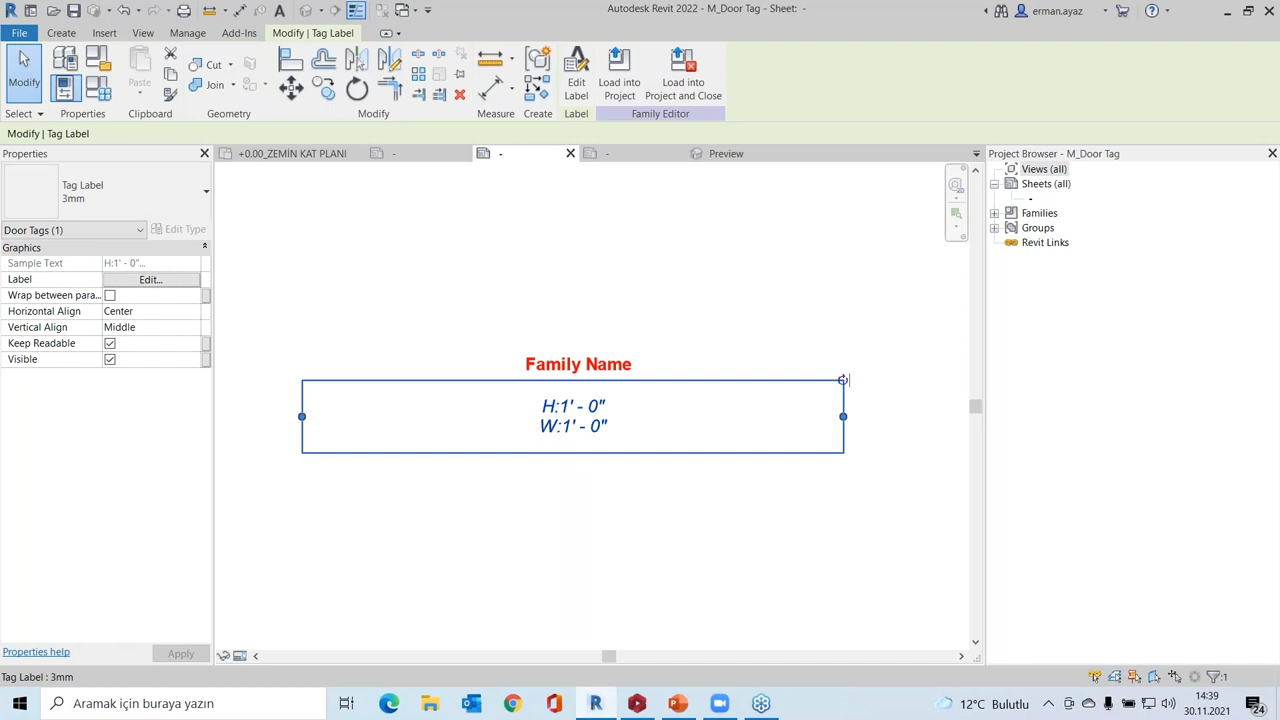 Autodesk Revit 2022 - M_Door Tag - Sheet: -
erman.ayaz
File Create Insert View Manage Add-Ins Modify | Tag Label
Modify
Paste
Cut
Join
Edit Label
Load into Project
Load into Project and Close
Select Properties Clipboard Geometry Modify Measure Create Label Family Editor
Modify | Tag Label
Properties
+0.00_ZEMİN KAT PLANI
-
-
-
Preview
Project Browser - M_Door Tag
Tag Label
3mm
Door Tags (1)
Edit Type
Graphics
Sample Text H:1' - 0"...
Label Edit...
Wrap between para...
Horizontal Align Center
Vertical Align Middle
Keep Readable
Visible
Family Name
H:1' - 0"
W:1' - 0"
Views (all)
Sheets (all)
-
Families
Groups
Revit Links
Properties help
Apply
Tag Label : 3mm
:1
Aramak için buraya yazın
12°C Bulutlu
14:39
30.11.2021
24